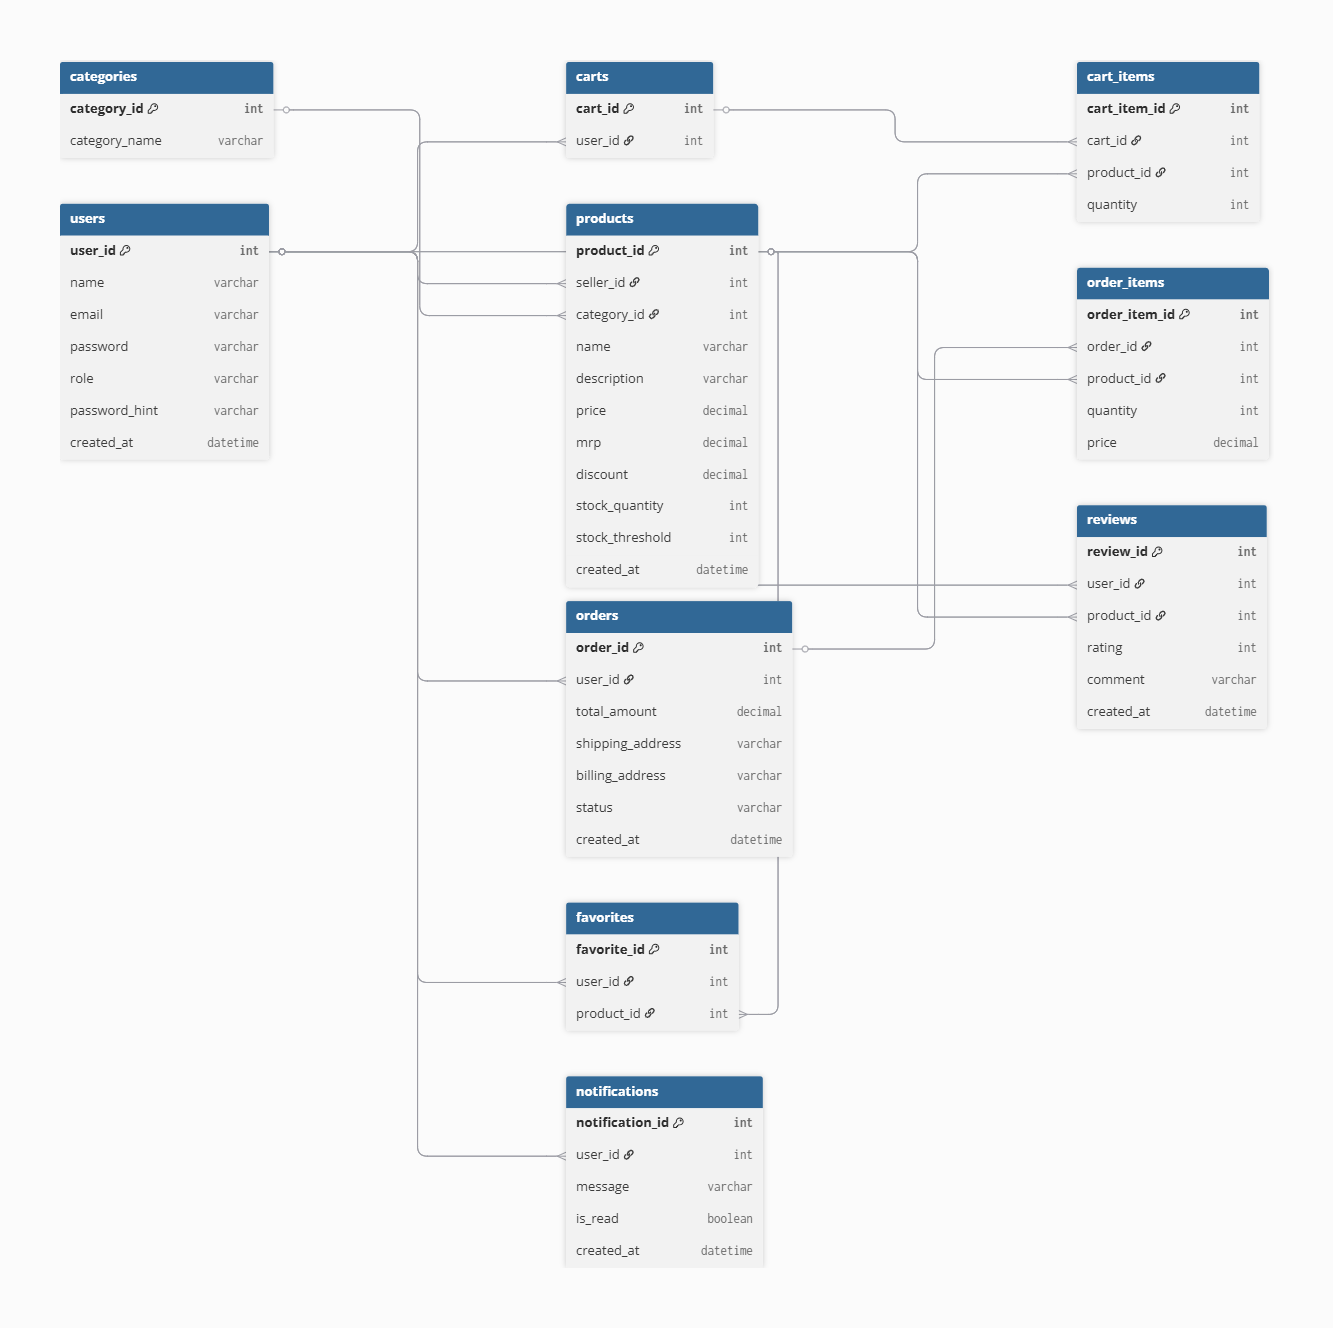 categories
category_id int
category_name varchar
users
user_id int
name varchar
email varchar
password varchar
role varchar
password_hint varchar
created_at datetime
carts
cart_id int
user_id int
products
product_id int
seller_id int
category_id int
name varchar
description varchar
price decimal
mrp decimal
discount decimal
stock_quantity int
stock_threshold int
created_at datetime
orders
order_id int
user_id int
total_amount decimal
shipping_address varchar
billing_address varchar
status varchar
created_at datetime
favorites
favorite_id int
user_id int
product_id int
notifications
notification_id int
user_id int
message varchar
is_read boolean
created_at datetime
cart_items
cart_item_id int
cart_id int
product_id int
quantity int
order_items
order_item_id int
order_id int
product_id int
quantity int
price decimal
reviews
review_id int
user_id int
product_id int
rating int
comment varchar
created_at datetime